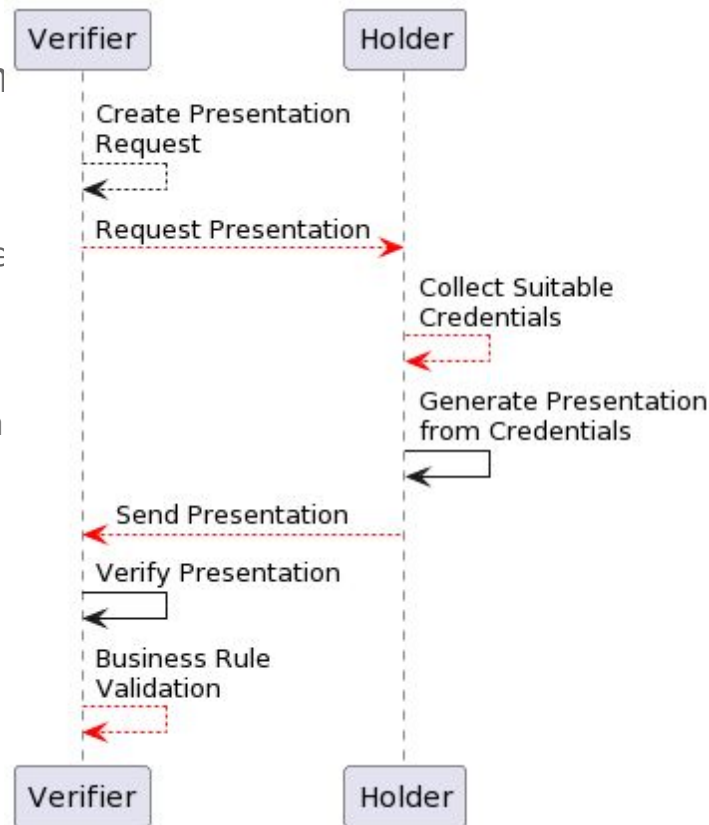 Verifier Holder
Create Presentation
Request
Request Presentation
Collect Suitable
Credentials
Generate Presentation
from Credentials
Send Presentation
Verify Presentation
Business Rule
Validation
Verifier Holder